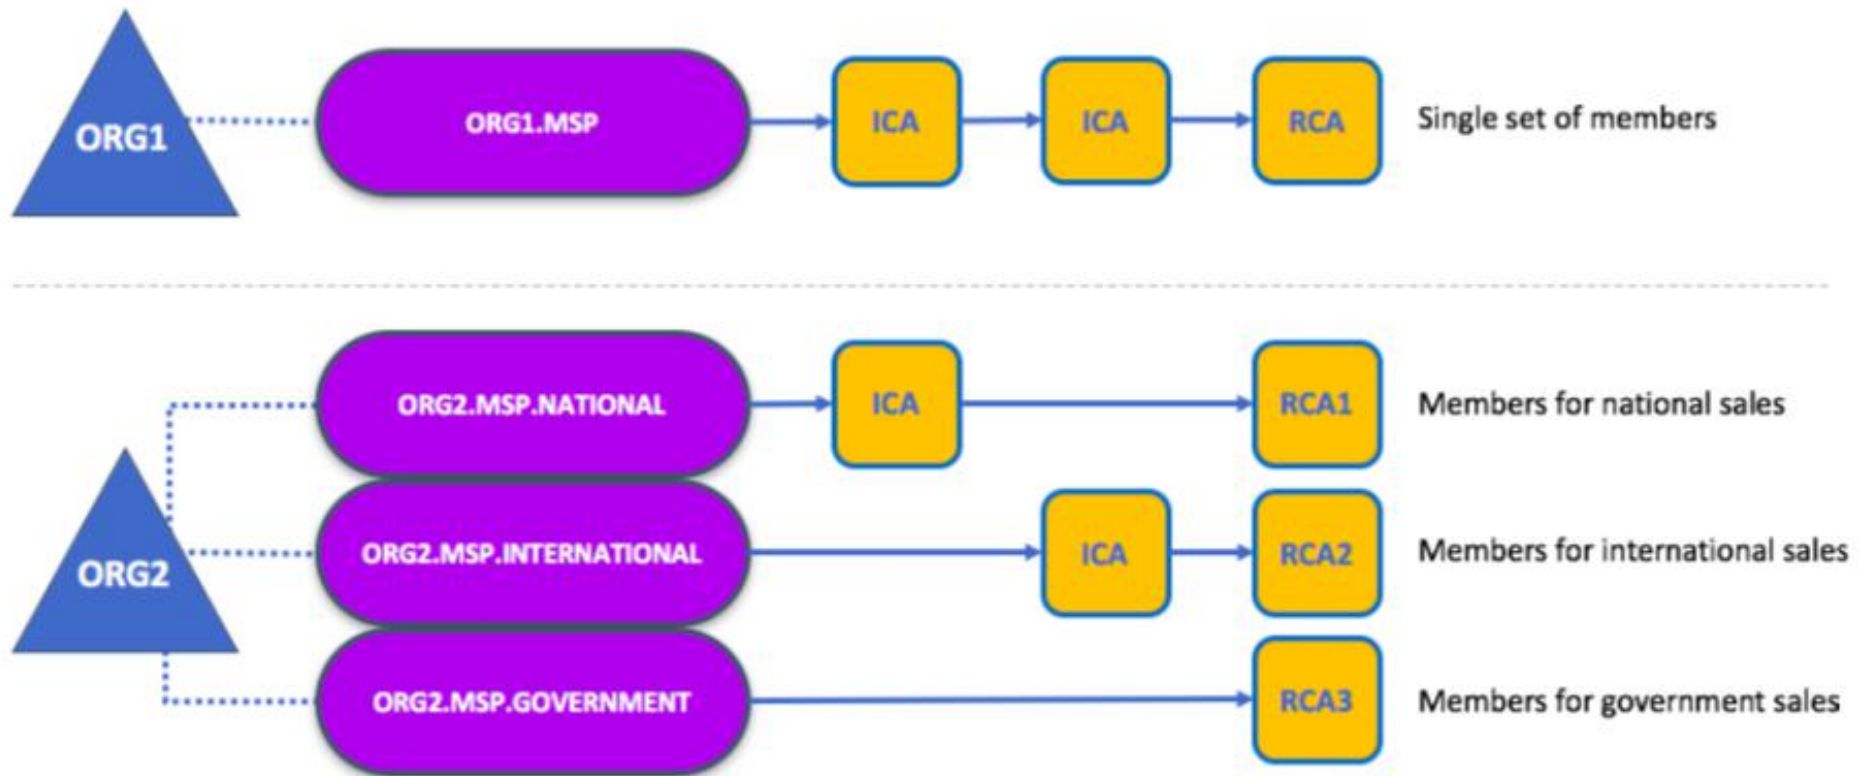 ORG1
ORG1.MSP
ICA
ICA
RCA
Single set of members
ORG2
ORG2.MSP.NATIONAL
ICA
RCA1
Members for national sales
ORG2.MSP.INTERNATIONAL
ICA
RCA2
Members for international sales
ORG2.MSP.GOVERNMENT
RCA3
Members for government sales